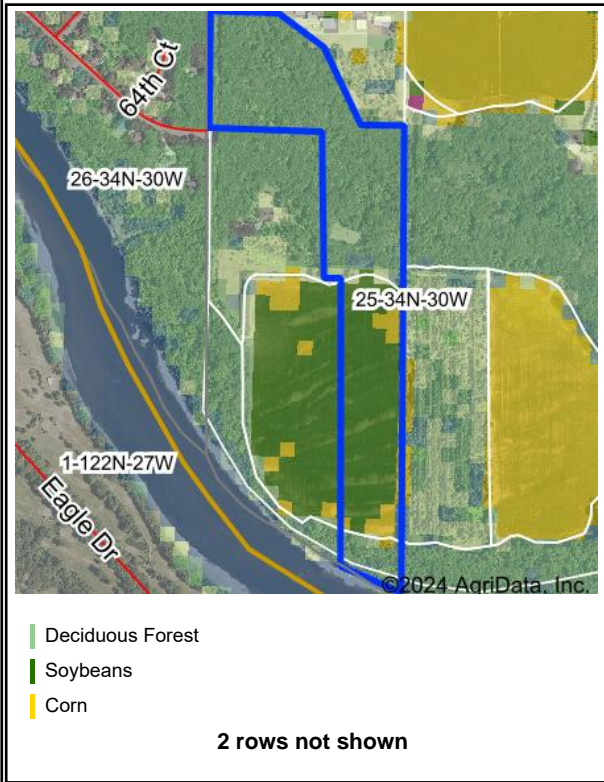 64th Ct
26-34N-30W
25-34N-30W
1-122N-27W
Eagle Dr
©2024 AgriData, Inc.
Deciduous Forest
Soybeans
Corn
2 rows not shown